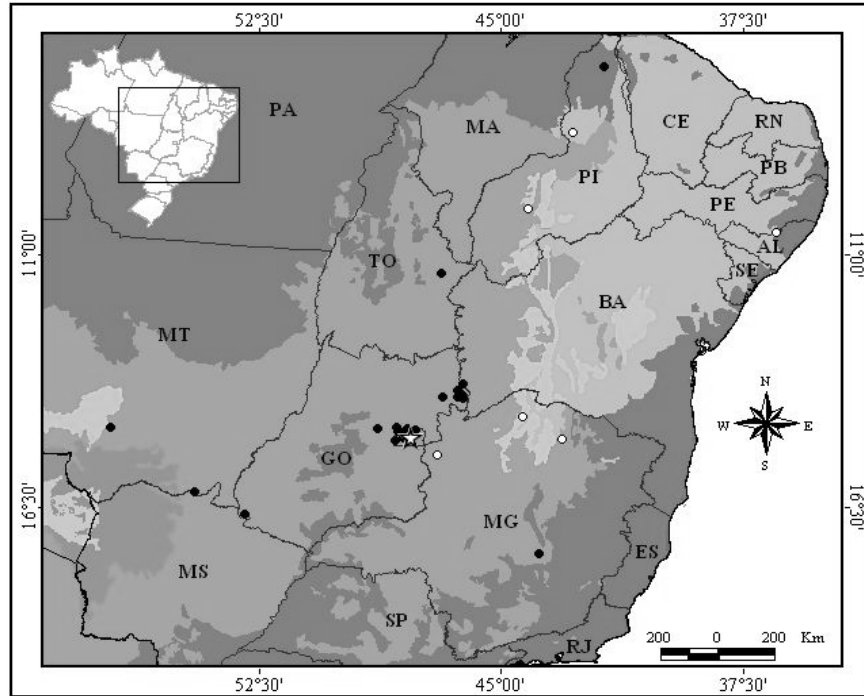 52°30' 45°00' 37°30'
PA
MA
CE
RN
PB
PI
PE
AL
11°00' 11°00'
TO
SE
BA
MT
N
W E
S
GO
16°30' 16°30'
MG
ES
MS
SP
RJ
200 0 200 Km
52°30' 45°00' 37°30'